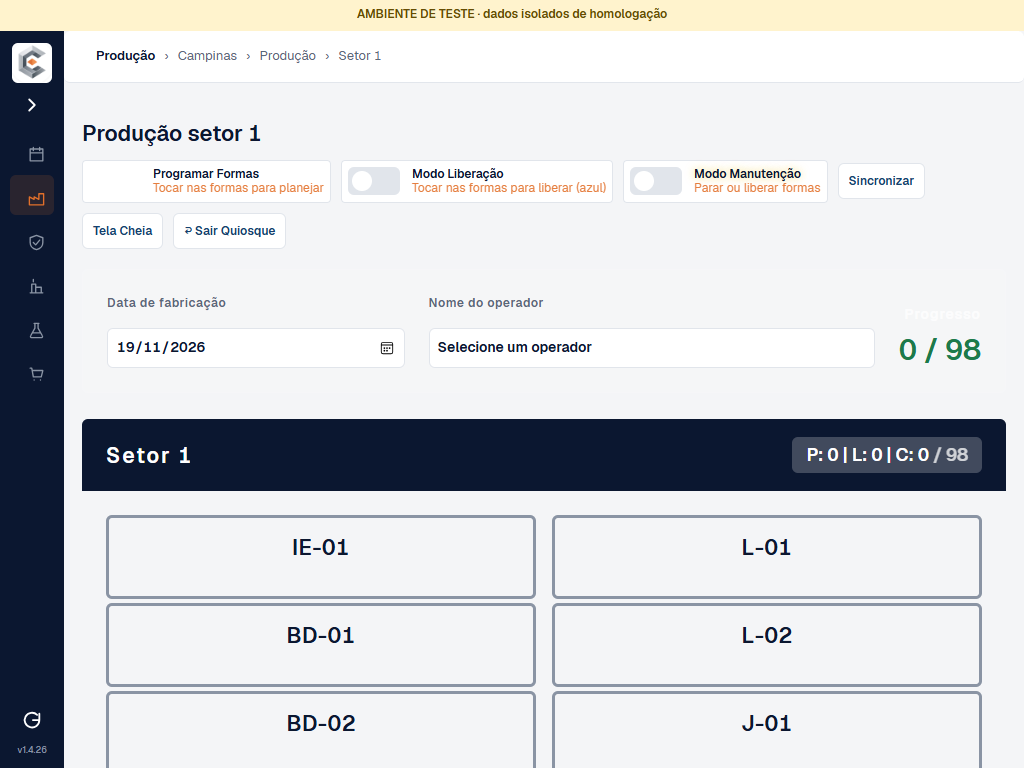 AMBIENTE DE TESTE · dados isolados de homologação
Produção › Campinas › Produção › Setor 1
Produção setor 1
Programar Formas
Tocar nas formas para planejar
Modo Liberação
Tocar nas formas para liberar (azul)
Modo Manutenção
Parar ou liberar formas
Sincronizar
Tela Cheia
Sair Quiosque
Data de fabricação
19/11/2026
Nome do operador
Selecione um operador
Progresso
0 / 98
Setor 1
P: 0 | L: 0 | C: 0 / 98
IE-01
L-01
BD-01
L-02
BD-02
J-01
v1.4.26